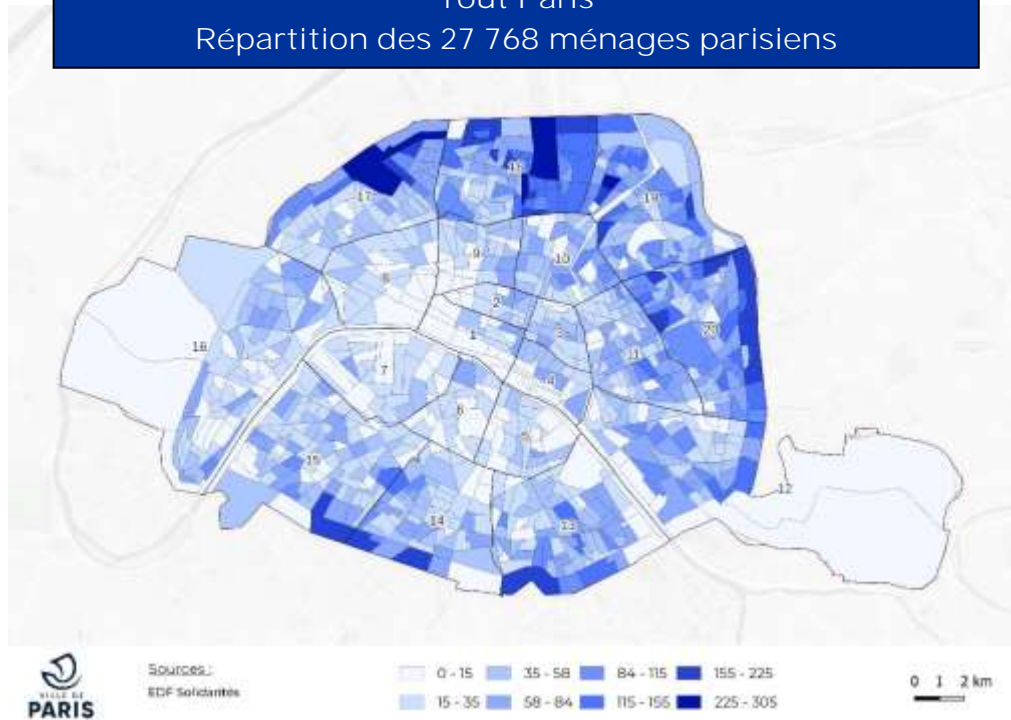 Tout Paris
Répartition des 27 768 ménages parisiens
17
18
19
8
9
10
2
16
1
3
20
7
11
4
6
5
15
12
14
13
VILLE DE
PARIS
Sources :
EDF Solidarités
0 - 15
35 - 58
84 - 115
155 - 225
15 - 35
58 - 84
115 - 155
225 - 305
0 1 2 km